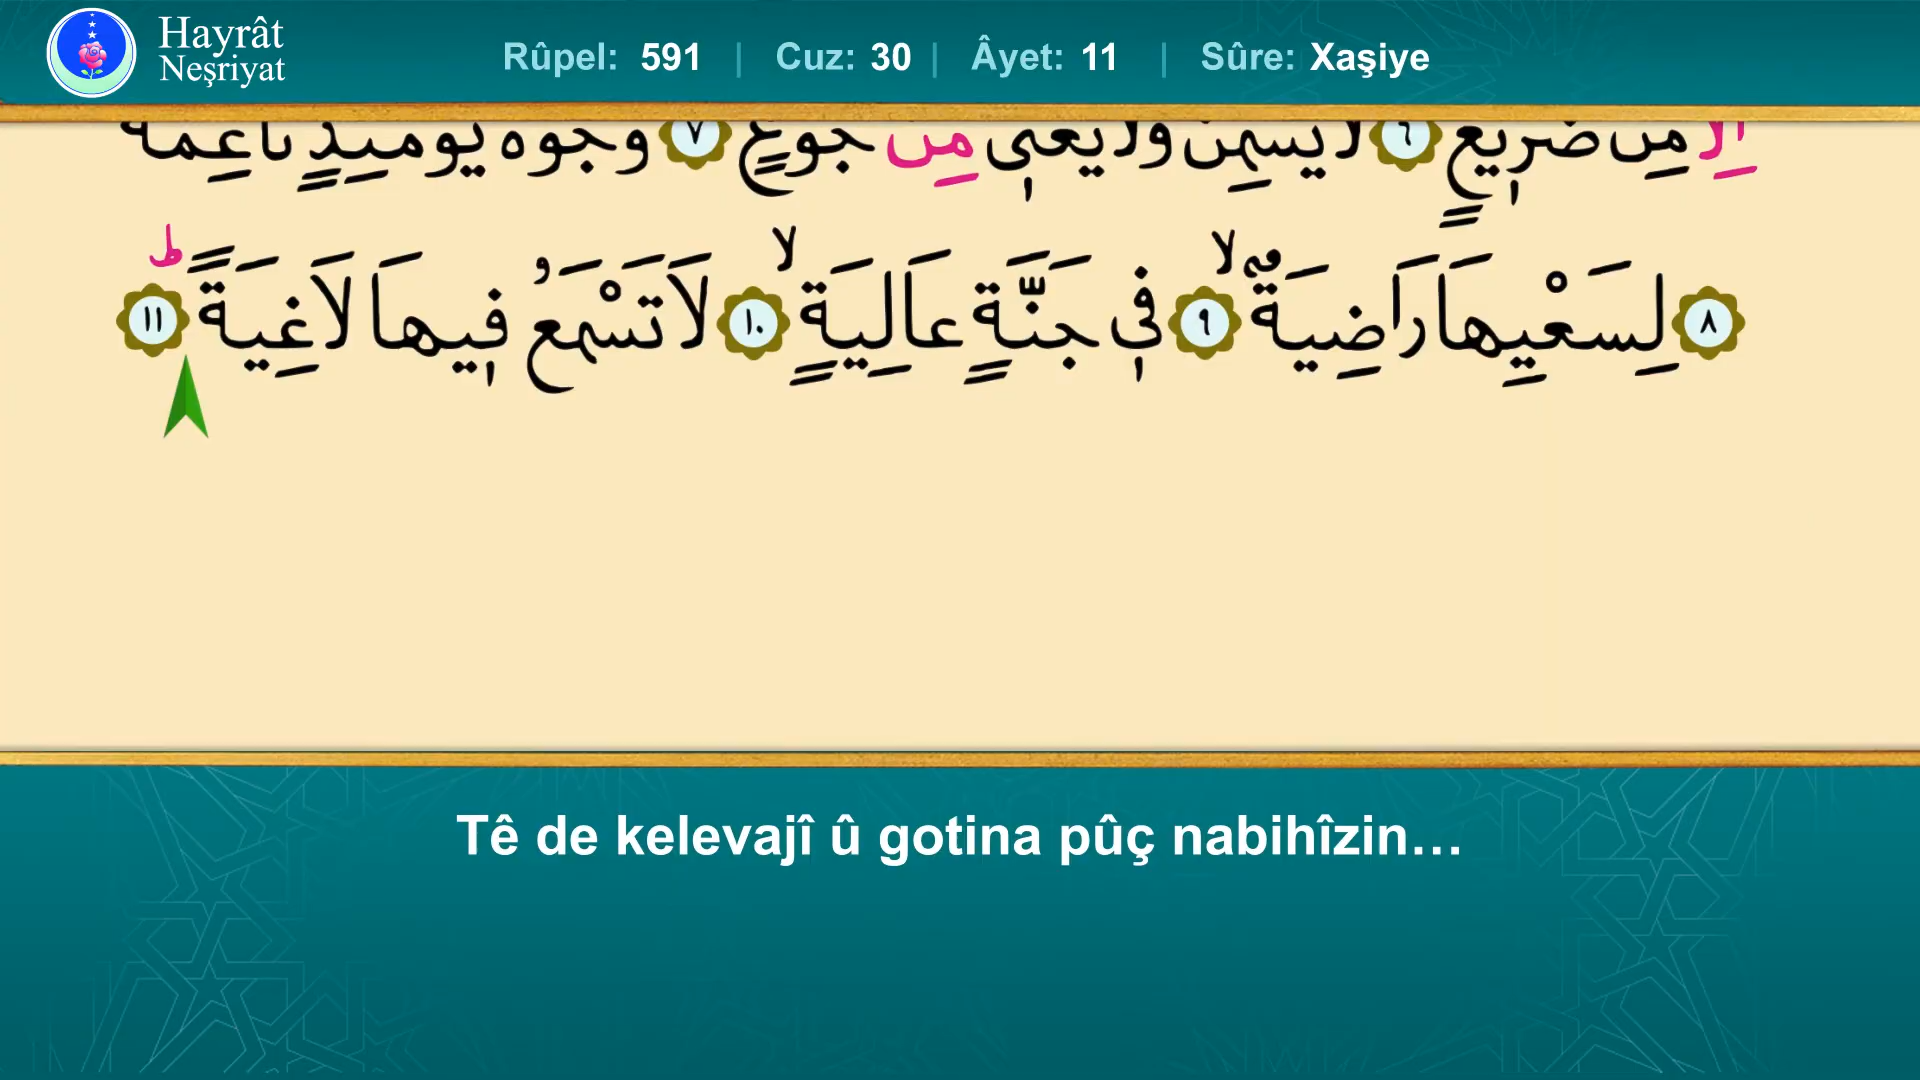 Hayrât
Neşriyat
Rûpel: 591 | Cuz: 30 | Âyet: 11 | Sûre: Xaşiye
اِلَّا مِنْ ضَرٖيعٍ ٦ لَا يُسْمِنُ وَلَا يُغْنٖي مِنْ جُوعٍ ٧ وُجُوهٌ يَوْمَئِذٍ نَاعِمَةٌ
٨ لِسَعْيِهَا رَاضِيَةٌۙ ٩ فٖي جَنَّةٍ عَالِيَةٍۙ ١٠ لَا تَسْمَعُ فٖيهَا لَاغِيَةًؕ ١١
Tê de kelevajî û gotina pûç nabihîzin…